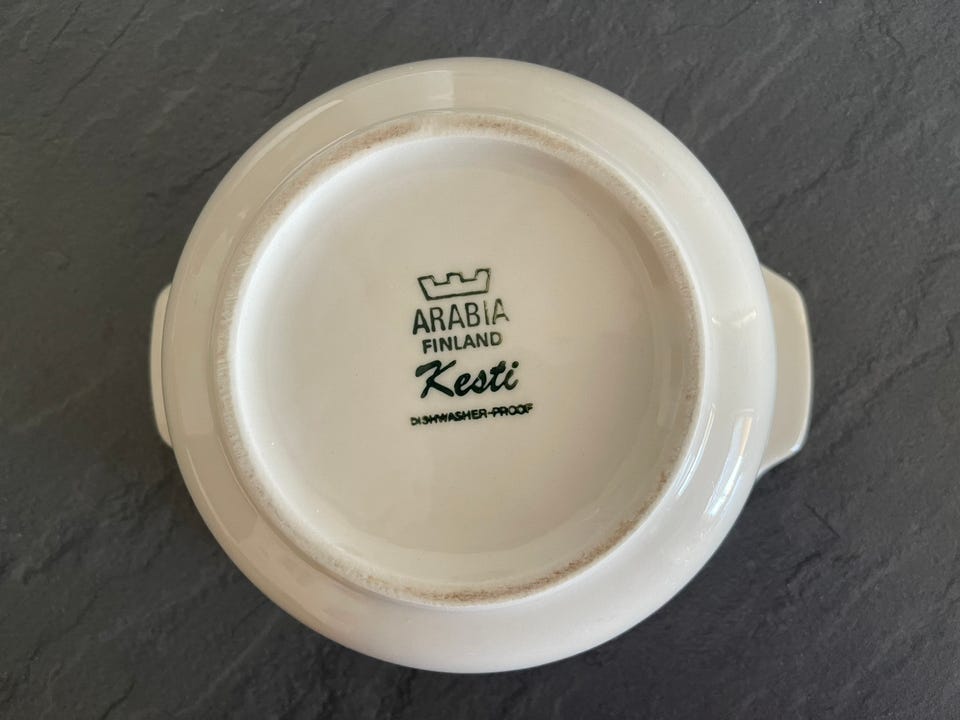 ARABIA
FINLAND
Kesti
DISHWASHER-PROOF